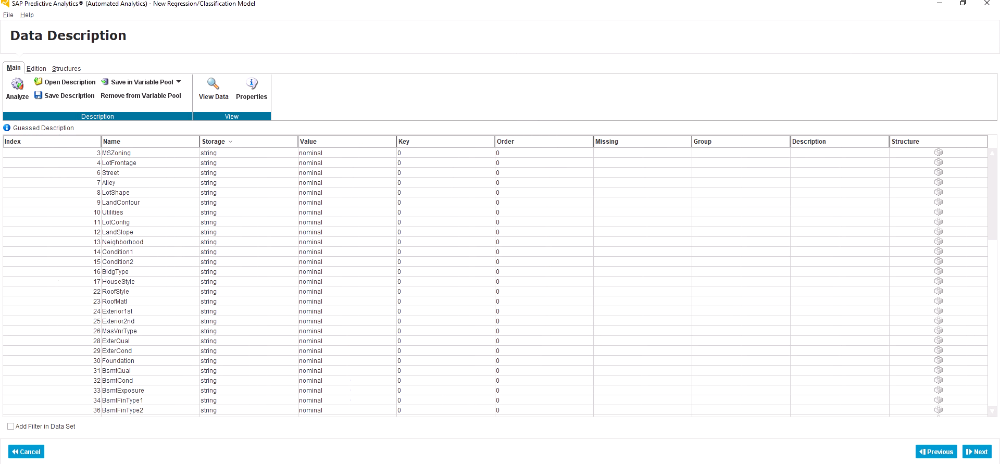 SAP Predictive Analytics® (Automated Analytics) - New Regression/Classification Model
File Help
Data Description
Main Edition Structures
Analyze Open Description Save in Variable Pool View Data Properties
Save Description Remove from Variable Pool
Description View
Guessed Description
Index Name Storage Value Key Order Missing Group Description Structure
3 MSZoning string nominal 0 0
4 LotFrontage string nominal 0 0
6 Street string nominal 0 0
7 Alley string nominal 0 0
8 LotShape string nominal 0 0
9 LandContour string nominal 0 0
10 Utilities string nominal 0 0
11 LotConfig string nominal 0 0
12 LandSlope string nominal 0 0
13 Neighborhood string nominal 0 0
14 Condition1 string nominal 0 0
15 Condition2 string nominal 0 0
16 BldgType string nominal 0 0
17 HouseStyle string nominal 0 0
22 RoofStyle string nominal 0 0
23 RoofMatl string nominal 0 0
24 Exterior1st string nominal 0 0
25 Exterior2nd string nominal 0 0
26 MasVnrType string nominal 0 0
28 ExterQual string nominal 0 0
29 ExterCond string nominal 0 0
30 Foundation string nominal 0 0
31 BsmtQual string nominal 0 0
32 BsmtCond string nominal 0 0
33 BsmtExposure string nominal 0 0
34 BsmtFinType1 string nominal 0 0
36 BsmtFinType2 string nominal 0 0
Add Filter in Data Set
Cancel Previous Next